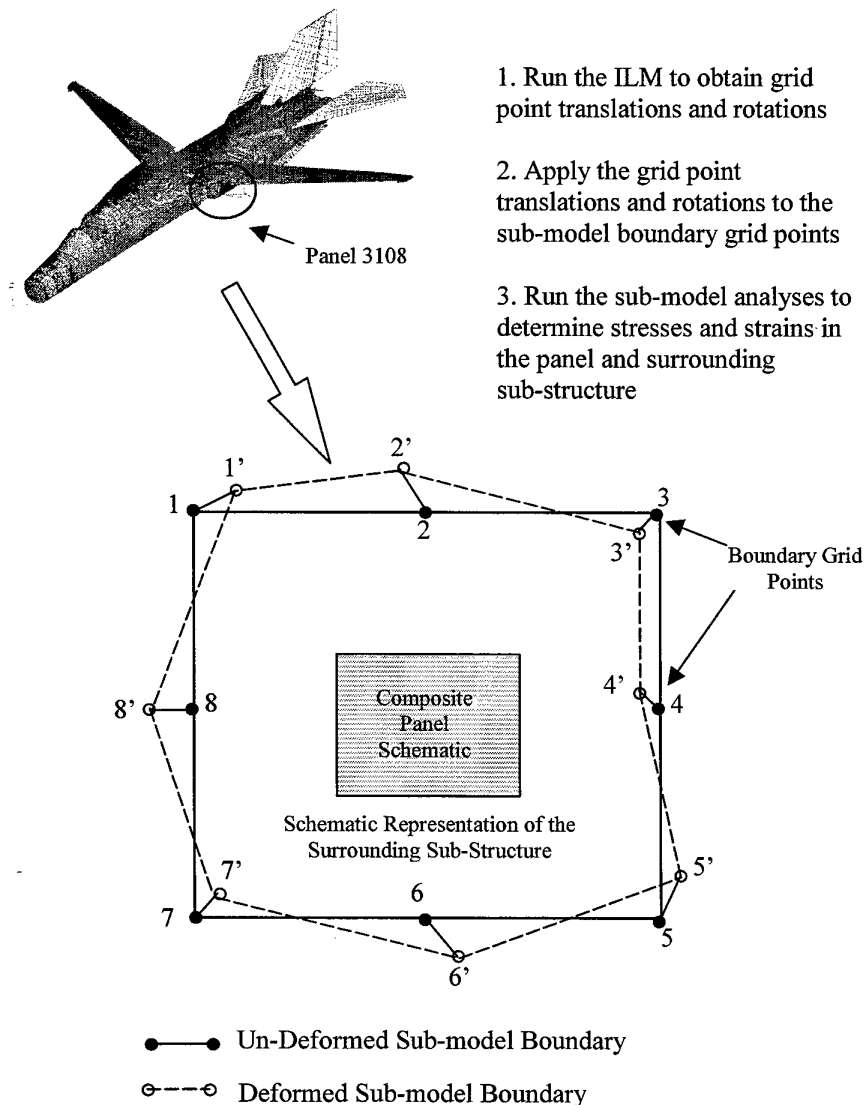 1. Run the ILM to obtain grid
point translations and rotations
2. Apply the grid point
translations and rotations to the
sub-model boundary grid points
3. Run the sub-model analyses to
determine stresses and strains in
the panel and surrounding
sub-structure
Panel 3108
1
1’
2’
2
3
3’
Boundary Grid
Points
4’
4
8’
8
Composite
Panel
Schematic
Schematic Representation of the
Surrounding Sub-Structure
7’
7
6
6’
5’
5
Un-Deformed Sub-model Boundary
Deformed Sub-model Boundary